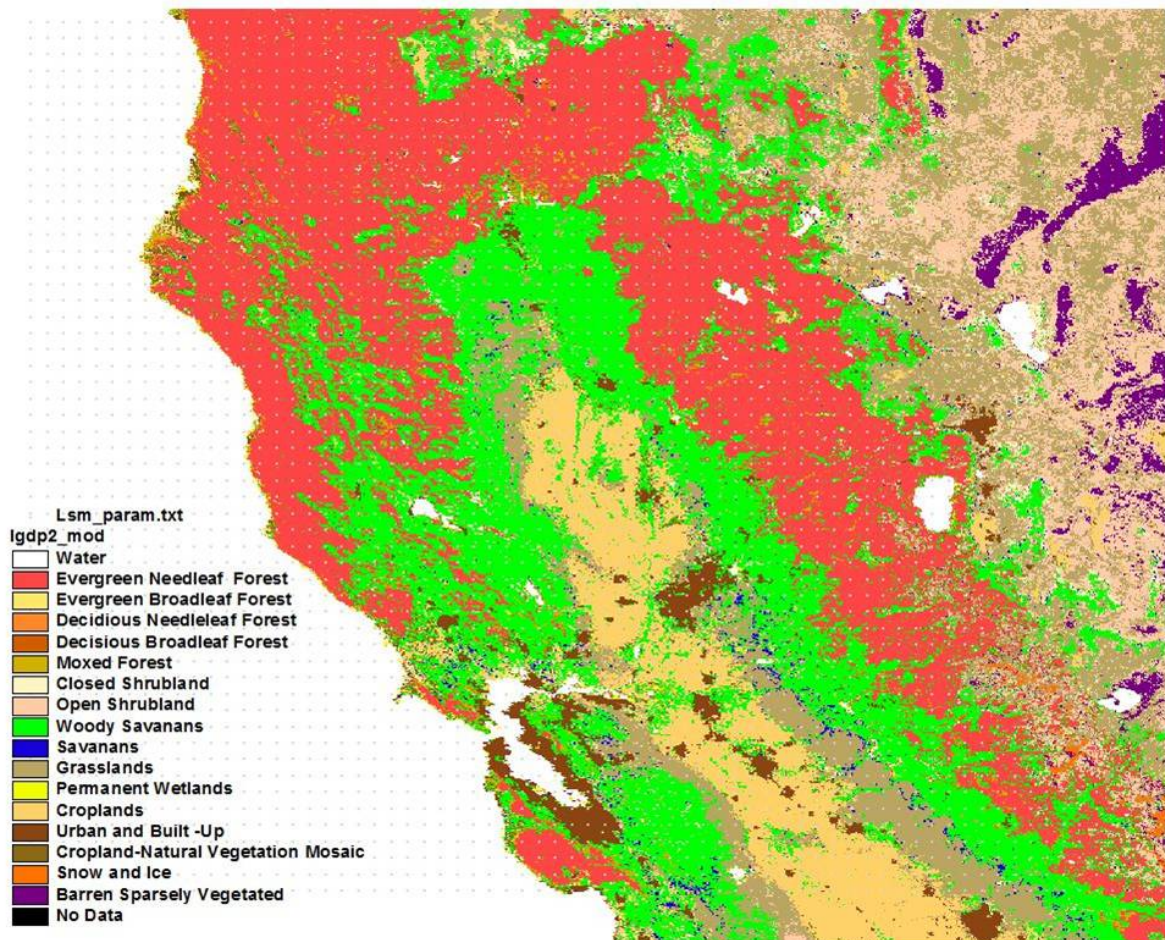 Lsm_param.txt
Igdp2_mod
Water
Evergreen Needleaf Forest
Evergreen Broadleaf Forest
Decidious Needleleaf Forest
Decisious Broadleaf Forest
Moxed Forest
Closed Shrubland
Open Shrubland
Woody Savanans
Savanans
Grasslands
Permanent Wetlands
Croplands
Urban and Built -Up
Cropland-Natural Vegetation Mosaic
Snow and Ice
Barren Sparsely Vegetated
No Data